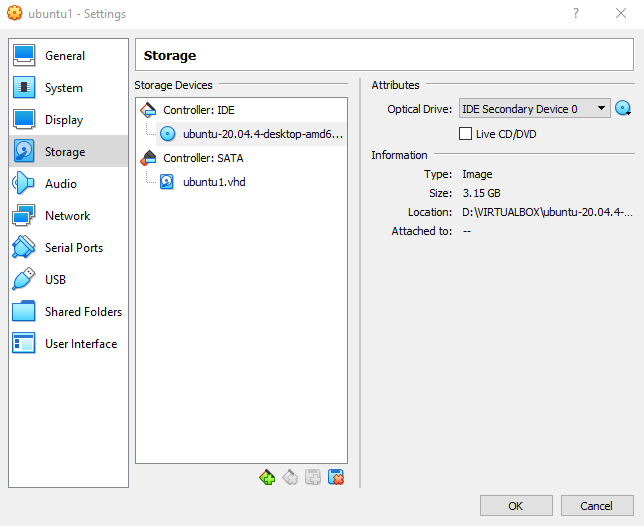 ubuntu1 - Settings
General
System
Display
Storage
Audio
Network
Serial Ports
USB
Shared Folders
User Interface
Storage
Storage Devices
Controller: IDE
ubuntu-20.04.4-desktop-amd6...
Controller: SATA
ubuntu1.vhd
Attributes
Optical Drive: IDE Secondary Device 0
Live CD/DVD
Information
Type: Image
Size: 3.15 GB
Location: D:\VIRTUALBOX\ubuntu-20.04.4-...
Attached to: --
OK Cancel